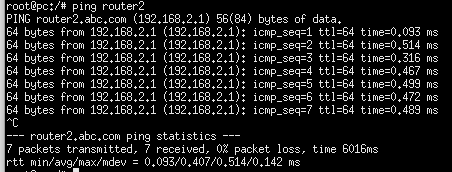 root@pc:/# ping router2
PING router2.abc.com (192.168.2.1) 56(84) bytes of data.
64 bytes from 192.168.2.1 (192.168.2.1): icmp_seq=1 ttl=64 time=0.093 ms
64 bytes from 192.168.2.1 (192.168.2.1): icmp_seq=2 ttl=64 time=0.514 ms
64 bytes from 192.168.2.1 (192.168.2.1): icmp_seq=3 ttl=64 time=0.316 ms
64 bytes from 192.168.2.1 (192.168.2.1): icmp_seq=4 ttl=64 time=0.467 ms
64 bytes from 192.168.2.1 (192.168.2.1): icmp_seq=5 ttl=64 time=0.499 ms
64 bytes from 192.168.2.1 (192.168.2.1): icmp_seq=6 ttl=64 time=0.472 ms
64 bytes from 192.168.2.1 (192.168.2.1): icmp_seq=7 ttl=64 time=0.489 ms
^C
--- router2.abc.com ping statistics ---
7 packets transmitted, 7 received, 0% packet loss, time 6016ms
rtt min/avg/max/mdev = 0.093/0.407/0.514/0.142 ms